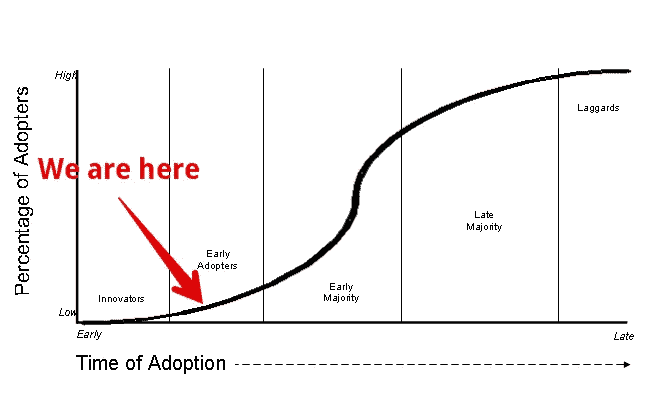 High
Percentage of Adopters
We are here
Laggards
Late
Majority
Early
Adopters
Early
Majority
Innovators
Low
Early
Late
Time of Adoption